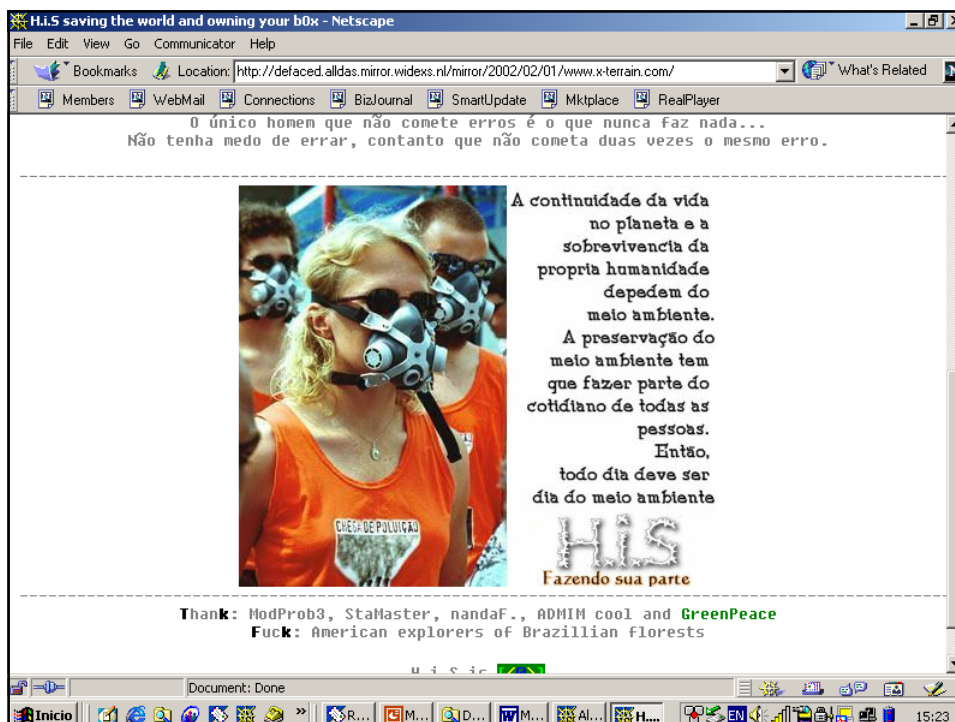 H.i.S saving the world and owning your b0x - Netscape
File Edit View Go Communicator Help
Bookmarks Location: http://defaced.alldas.mirror.widexs.nl/mirror/2002/02/01/www.x-terrain.com/ What's Related
Members WebMail Connections BizJournal SmartUpdate Mktplace RealPlayer
O único homem que não comete erros é o que nunca faz nada...
Não tenha medo de errar, contanto que não cometa duas vezes o mesmo erro.
A continuidade da vida
no planeta e a
sobrevivencia da
propria humanidade
depedem do
meio ambiente.
A preservação do
meio ambiente tem
que fazer parte do
cotidiano de todas as
pessoas.
Então,
todo dia deve ser
dia do meio ambiente
CHEGA DE POLUIÇÃO
H.i.S
Fazendo sua parte
Thank: ModProb3, StaMaster, nandaF., ADMIM cool and GreenPeace
Fuck: American explorers of Brazillian florests
H.i.S is
Document: Done
Inicio » R... M... D... M... Al... H.... EN 15:23